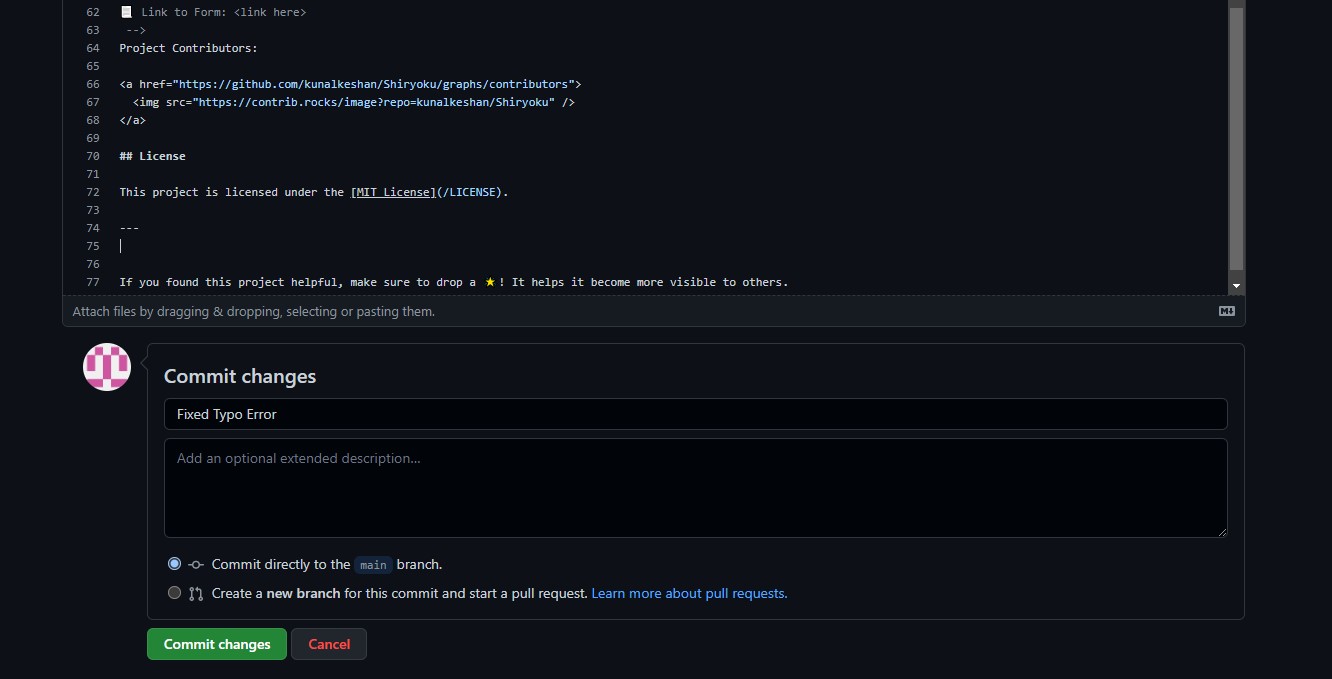 62 📃 Link to Form: <link here>
63 -->
64 Project Contributors:
65
66 <a href="https://github.com/kunalkeshan/Shiryoku/graphs/contributors">
67 <img src="https://contrib.rocks/image?repo=kunalkeshan/Shiryoku" />
68 </a>
69
70 ## License
71
72 This project is licensed under the [MIT License](/LICENSE).
73
74 ---
75
76
77 If you found this project helpful, make sure to drop a ⭐! It helps it become more visible to others.
Attach files by dragging & dropping, selecting or pasting them.
Commit changes
Fixed Typo Error
Add an optional extended description...
Commit directly to the main branch.
Create a new branch for this commit and start a pull request. Learn more about pull requests.
Commit changes Cancel